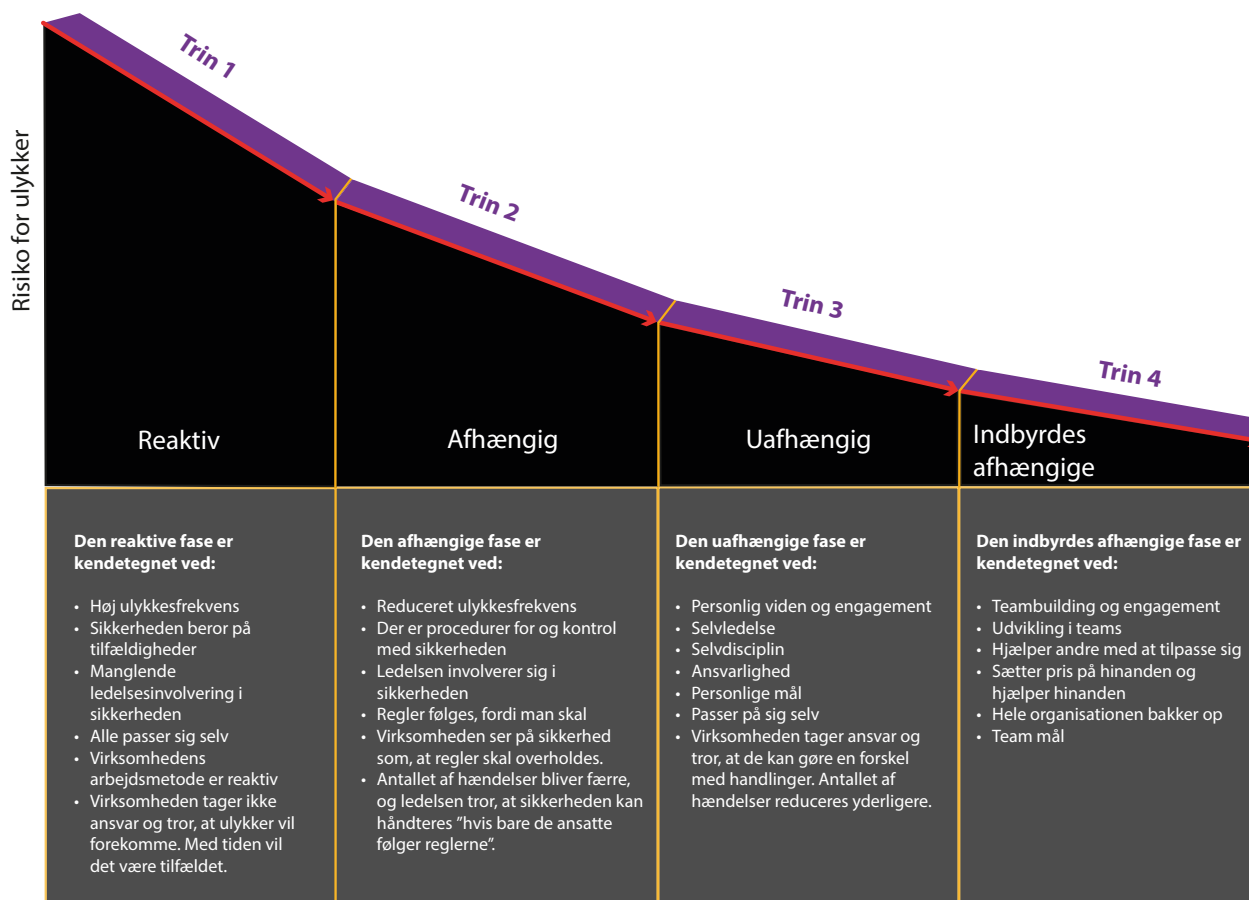 Risiko for ulykker
Trin 1
Trin 2
Trin 3
Trin 4
Reaktiv
Afhængig
Uafhængig
Indbyrdes
afhængige
Den reaktive fase er
kendetegnet ved:
• Høj ulykkesfrekvens
• Sikkerheden beror på
tilfældigheder
• Manglende
ledelsesinvolvering i
sikkerheden
• Alle passer sig selv
• Virksomhedens
arbejdsmetode er reaktiv
• Virksomheden tager ikke
ansvar og tror, at ulykker vil
forekomme. Med tiden vil
det være tilfældet.
Den afhængige fase er
kendetegnet ved:
• Reduceret ulykkesfrekvens
• Der er procedurer for og kontrol
med sikkerheden
• Ledelsen involverer sig i
sikkerheden
• Regler følges, fordi man skal
• Virksomheden ser på sikkerhed
som, at regler skal overholdes.
• Antallet af hændelser bliver færre,
og ledelsen tror, at sikkerheden kan
håndteres ”hvis bare de ansatte
følger reglerne”.
Den uafhængige fase er
kendetegnet ved:
• Personlig viden og engagement
• Selvledelse
• Selvdisciplin
• Ansvarlighed
• Personlige mål
• Passer på sig selv
• Virksomheden tager ansvar og
tror, at de kan gøre en forskel
med handlinger. Antallet af
hændelser reduceres yderligere.
Den indbyrdes afhængige fase er
kendetegnet ved:
• Teambuilding og engagement
• Udvikling i teams
• Hjælper andre med at tilpasse sig
• Sætter pris på hinanden og
hjælper hinanden
• Hele organisationen bakker op
• Team mål